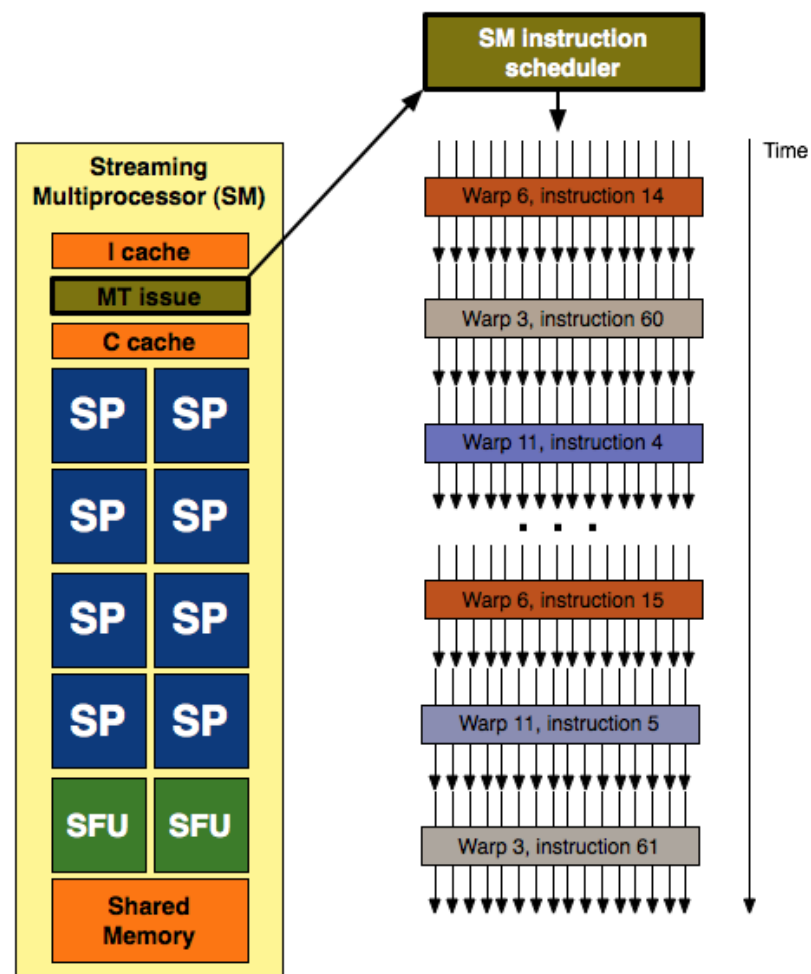 SM instruction
scheduler
Time
Streaming
Multiprocessor (SM)
I cache
MT issue
C cache
SP SP
SP SP
SP SP
SP SP
SFU SFU
Shared
Memory
Warp 6, instruction 14
Warp 3, instruction 60
Warp 11, instruction 4
. . .
Warp 6, instruction 15
Warp 11, instruction 5
Warp 3, instruction 61